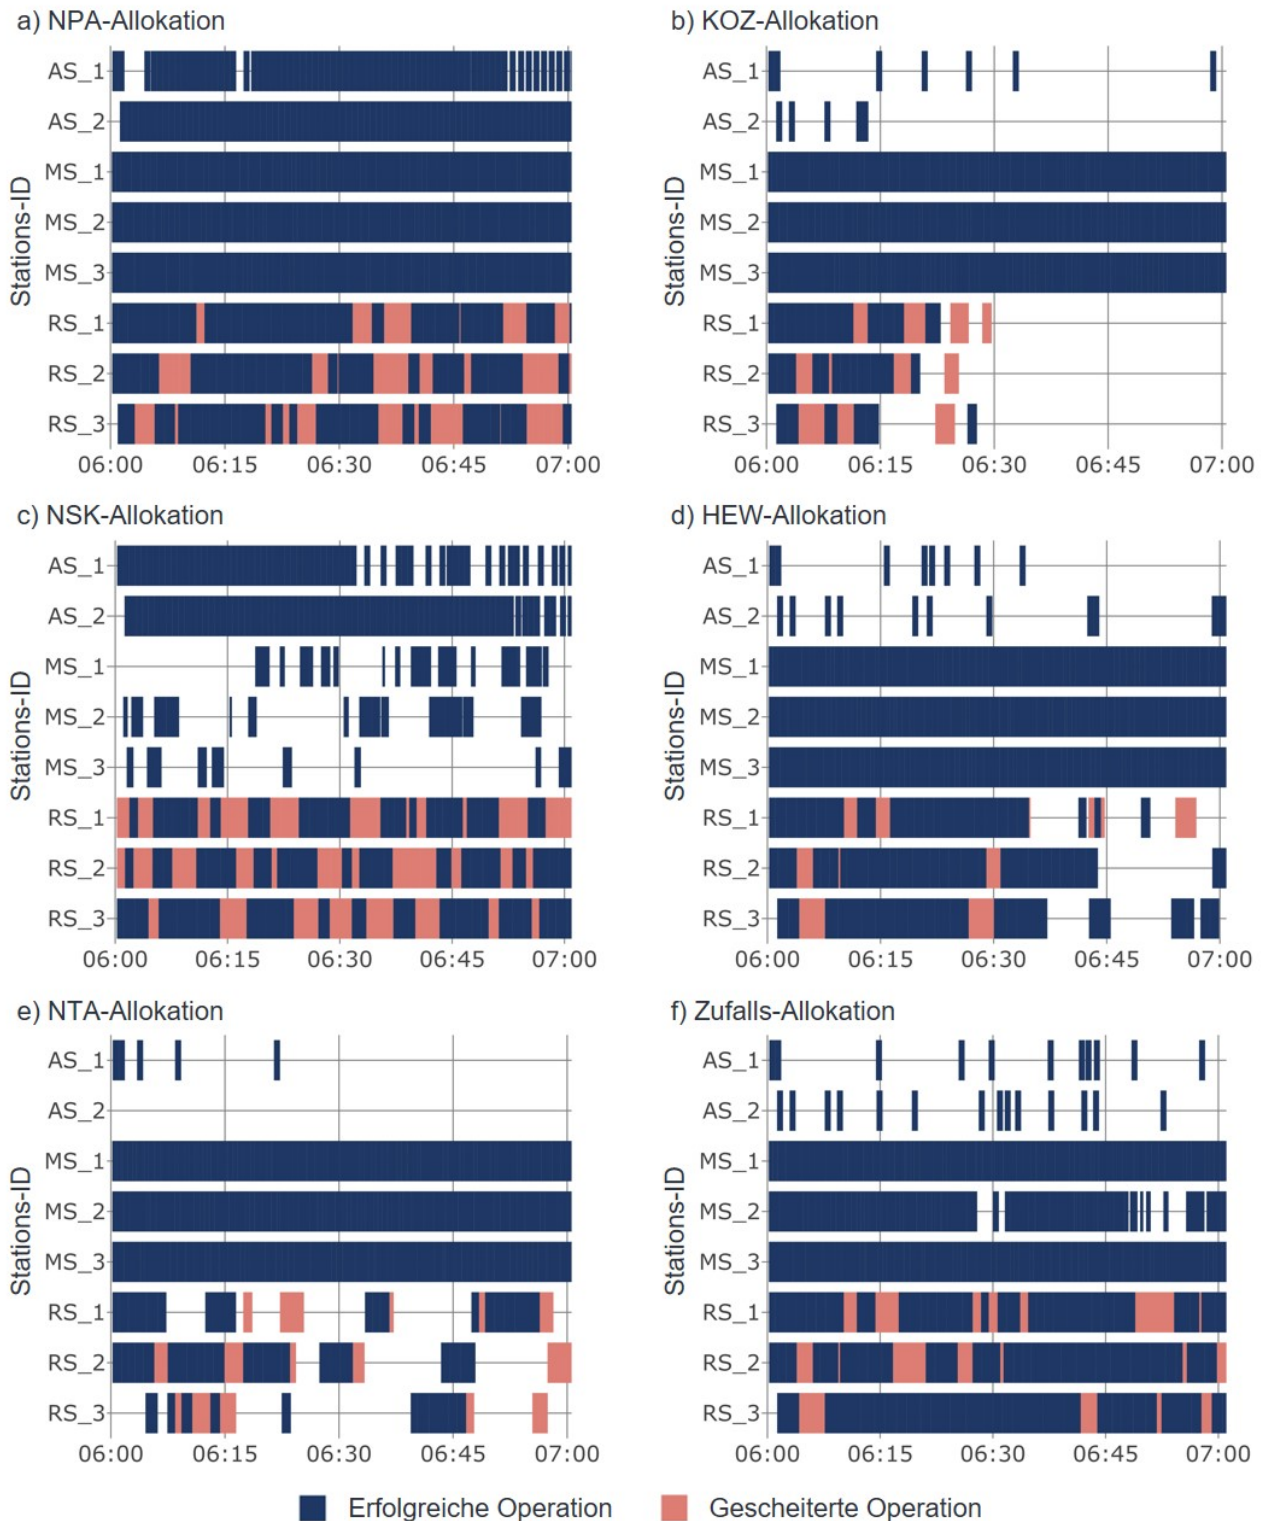 a) NPA-Allokation
Stations-ID
AS_1
AS_2
MS_1
MS_2
MS_3
RS_1
RS_2
RS_3
06:00 06:15 06:30 06:45 07:00
b) KOZ-Allokation
Stations-ID
AS_1
AS_2
MS_1
MS_2
MS_3
RS_1
RS_2
RS_3
06:00 06:15 06:30 06:45 07:00
c) NSK-Allokation
Stations-ID
AS_1
AS_2
MS_1
MS_2
MS_3
RS_1
RS_2
RS_3
06:00 06:15 06:30 06:45 07:00
d) HEW-Allokation
Stations-ID
AS_1
AS_2
MS_1
MS_2
MS_3
RS_1
RS_2
RS_3
06:00 06:15 06:30 06:45 07:00
e) NTA-Allokation
Stations-ID
AS_1
AS_2
MS_1
MS_2
MS_3
RS_1
RS_2
RS_3
06:00 06:15 06:30 06:45 07:00
f) Zufalls-Allokation
Stations-ID
AS_1
AS_2
MS_1
MS_2
MS_3
RS_1
RS_2
RS_3
06:00 06:15 06:30 06:45 07:00
Erfolgreiche Operation
Gescheiterte Operation